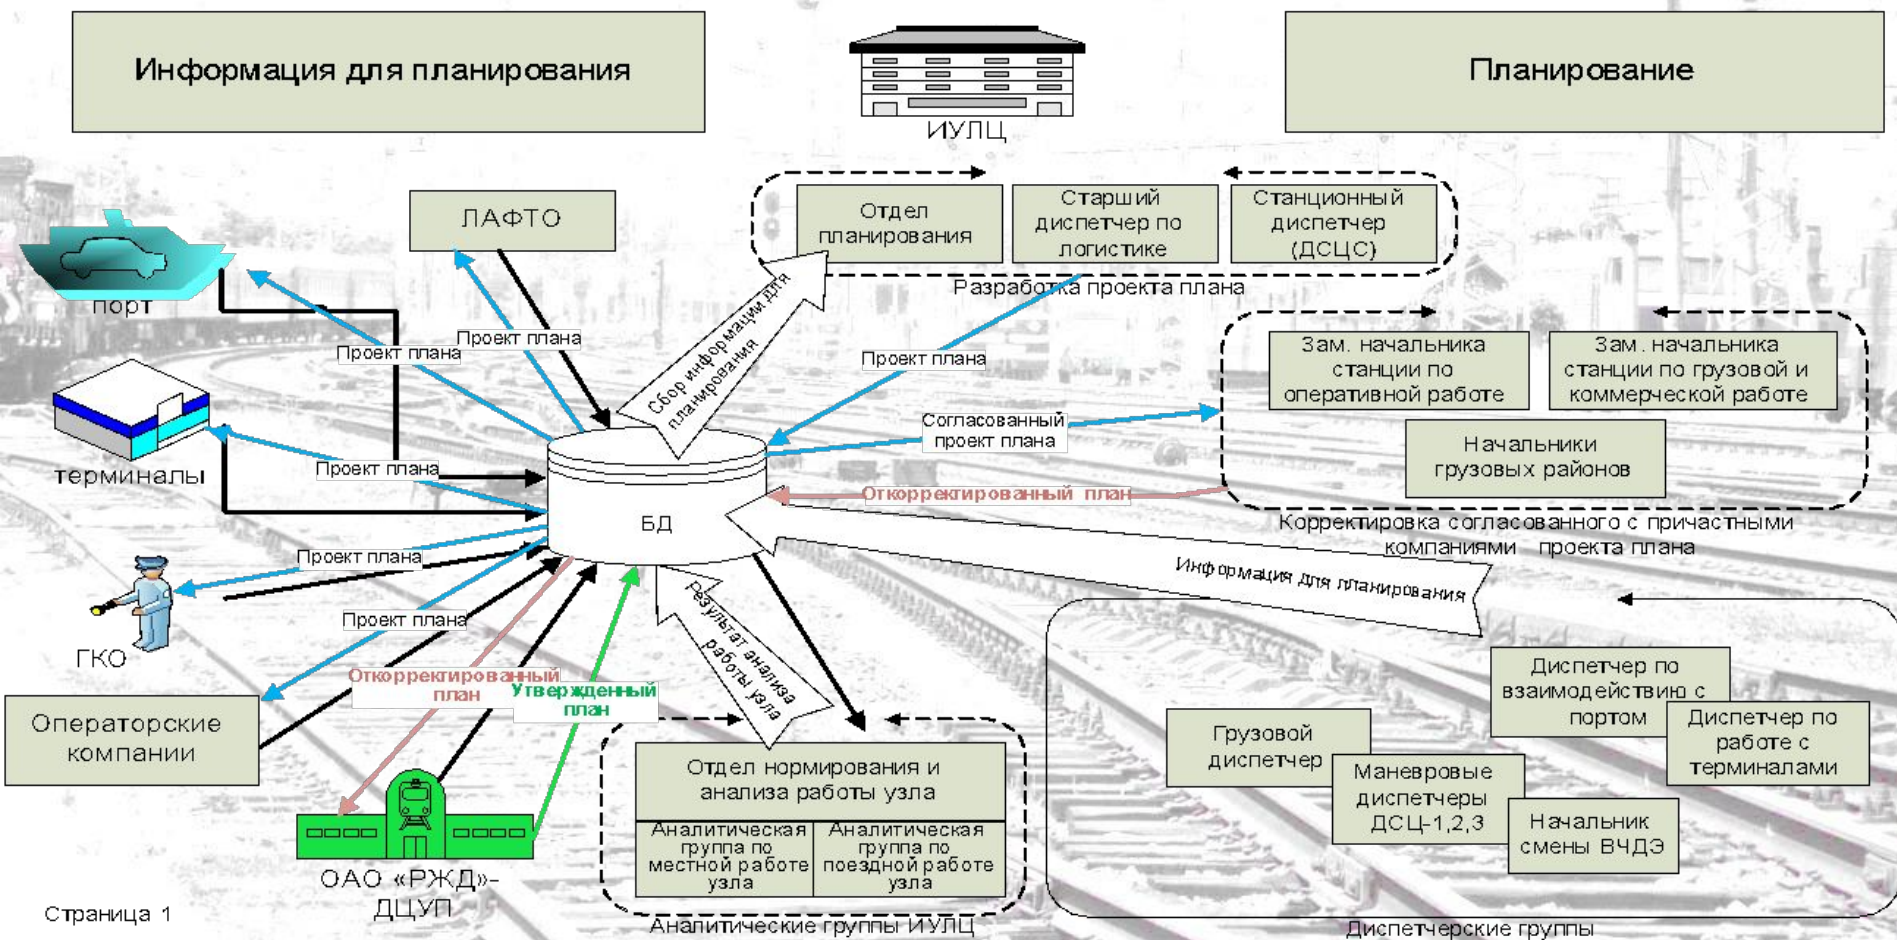 Информация для планирования
ИУЛЦ
Планирование
ЛАФТО
Отдел
планирования
Старший
диспетчер по
логистике
Станционный
диспетчер
(ДСЦС)
Разработка проекта плана
порт
Проект плана
Проект плана
Сбор информации для
планирования
Проект плана
Зам. начальника
станции по
оперативной работе
Зам. начальника
станции по грузовой и
коммерческой работе
Согласованный
проект плана
Начальники
грузовых районов
терминалы
Проект плана
Откорректированный план
БД
Корректировка согласованного с причастными
компаниями проекта плана
Проект плана
Информация для планирования
ГКО
Проект плана
Результат анализа
работы узла
Откорректированный
план
Утвержденный
план
Операторские
компании
Диспетчер по
взаимодействию с
портом
Диспетчер по
работе с
терминалами
Грузовой
диспетчер
Маневровые
диспетчеры
ДСЦ-1,2,3
Начальник
смены ВЧДЭ
Отдел нормирования и
анализа работы узла
Аналитическая
группа по
местной работе
узла
Аналитическая
группа по
поездной работе
узла
ОАО «РЖД»-
ДЦУП
Страница 1
Аналитические группы ИУЛЦ
Диспетчерские группы